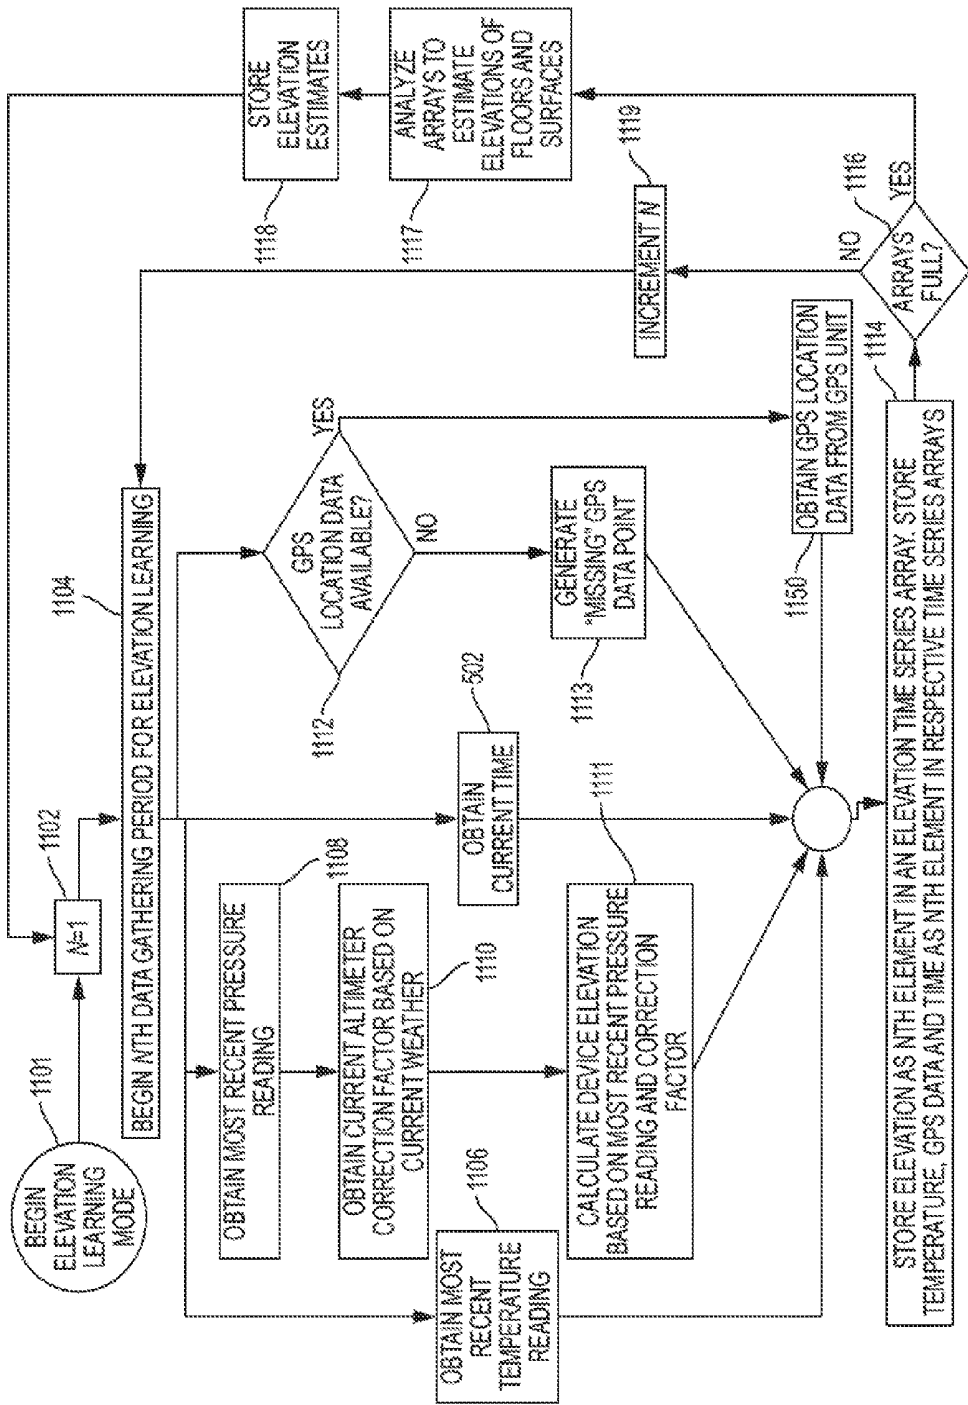 BEGIN
ELEVATION
LEARNING
MODE
1101
N=1
1102
BEGIN NTH DATA GATHERING PERIOD FOR ELEVATION LEARNING
1104
OBTAIN MOST RECENT PRESSURE
READING
1108
OBTAIN CURRENT ALTIMETER
CORRECTION FACTOR BASED ON
CURRENT WEATHER
1110
OBTAIN MOST
RECENT
TEMPERATURE
READING
1106
CALCULATE DEVICE ELEVATION
BASED ON MOST RECENT PRESSURE
READING AND CORRECTION
FACTOR
1111
OBTAIN
CURRENT TIME
502
GPS
LOCATION DATA
AVAILABLE?
1112
YES
NO
GENERATE
"MISSING" GPS
DATA POINT
1113
OBTAIN GPS LOCATION
DATA FROM GPS UNIT
1150
STORE ELEVATION AS NTH ELEMENT IN AN ELEVATION TIME SERIES ARRAY. STORE
TEMPERATURE, GPS DATA AND TIME AS NTH ELEMENT IN RESPECTIVE TIME SERIES ARRAYS
1114
ARRAYS
FULL?
1116
NO
YES
INCREMENT N
1119
ANALYZE
ARRAYS TO
ESTIMATE
ELEVATIONS OF
FLOORS AND
SURFACES
1117
STORE
ELEVATION
ESTIMATES
1118